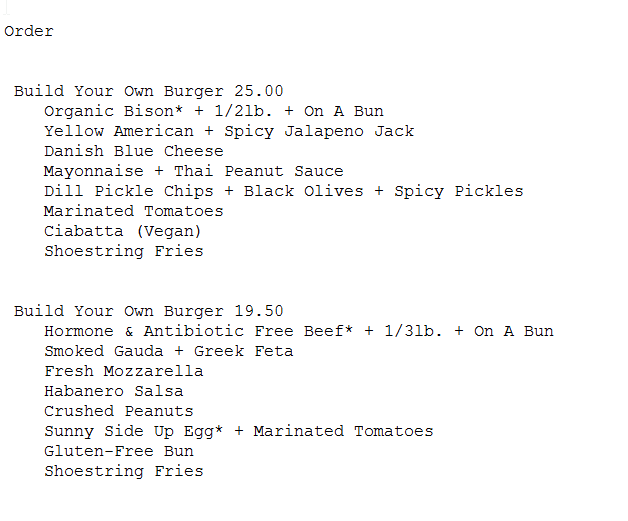 Order
Build Your Own Burger 25.00
Organic Bison* + 1/2lb. + On A Bun
Yellow American + Spicy Jalapeno Jack
Danish Blue Cheese
Mayonnaise + Thai Peanut Sauce
Dill Pickle Chips + Black Olives + Spicy Pickles
Marinated Tomatoes
Ciabatta (Vegan)
Shoestring Fries
Build Your Own Burger 19.50
Hormone & Antibiotic Free Beef* + 1/3lb. + On A Bun
Smoked Gauda + Greek Feta
Fresh Mozzarella
Habanero Salsa
Crushed Peanuts
Sunny Side Up Egg* + Marinated Tomatoes
Gluten-Free Bun
Shoestring Fries